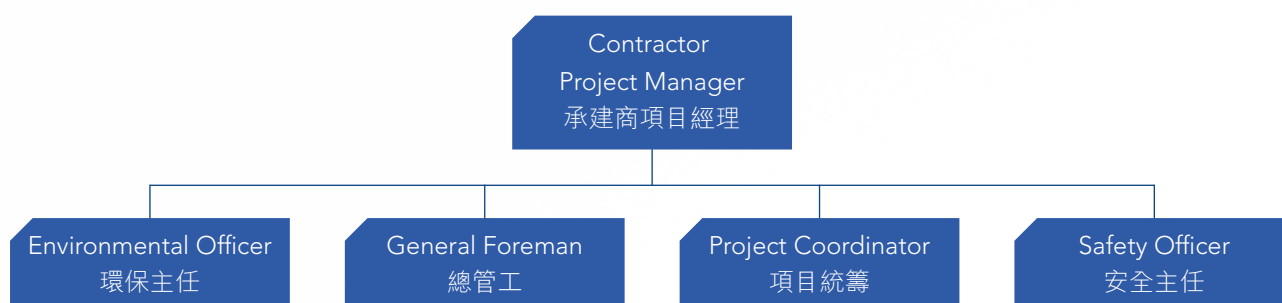 Contractor
Project Manager
承建商項目經理
Environmental Officer
環保主任
General Foreman
總管工
Project Coordinator
項目統籌
Safety Officer
安全主任